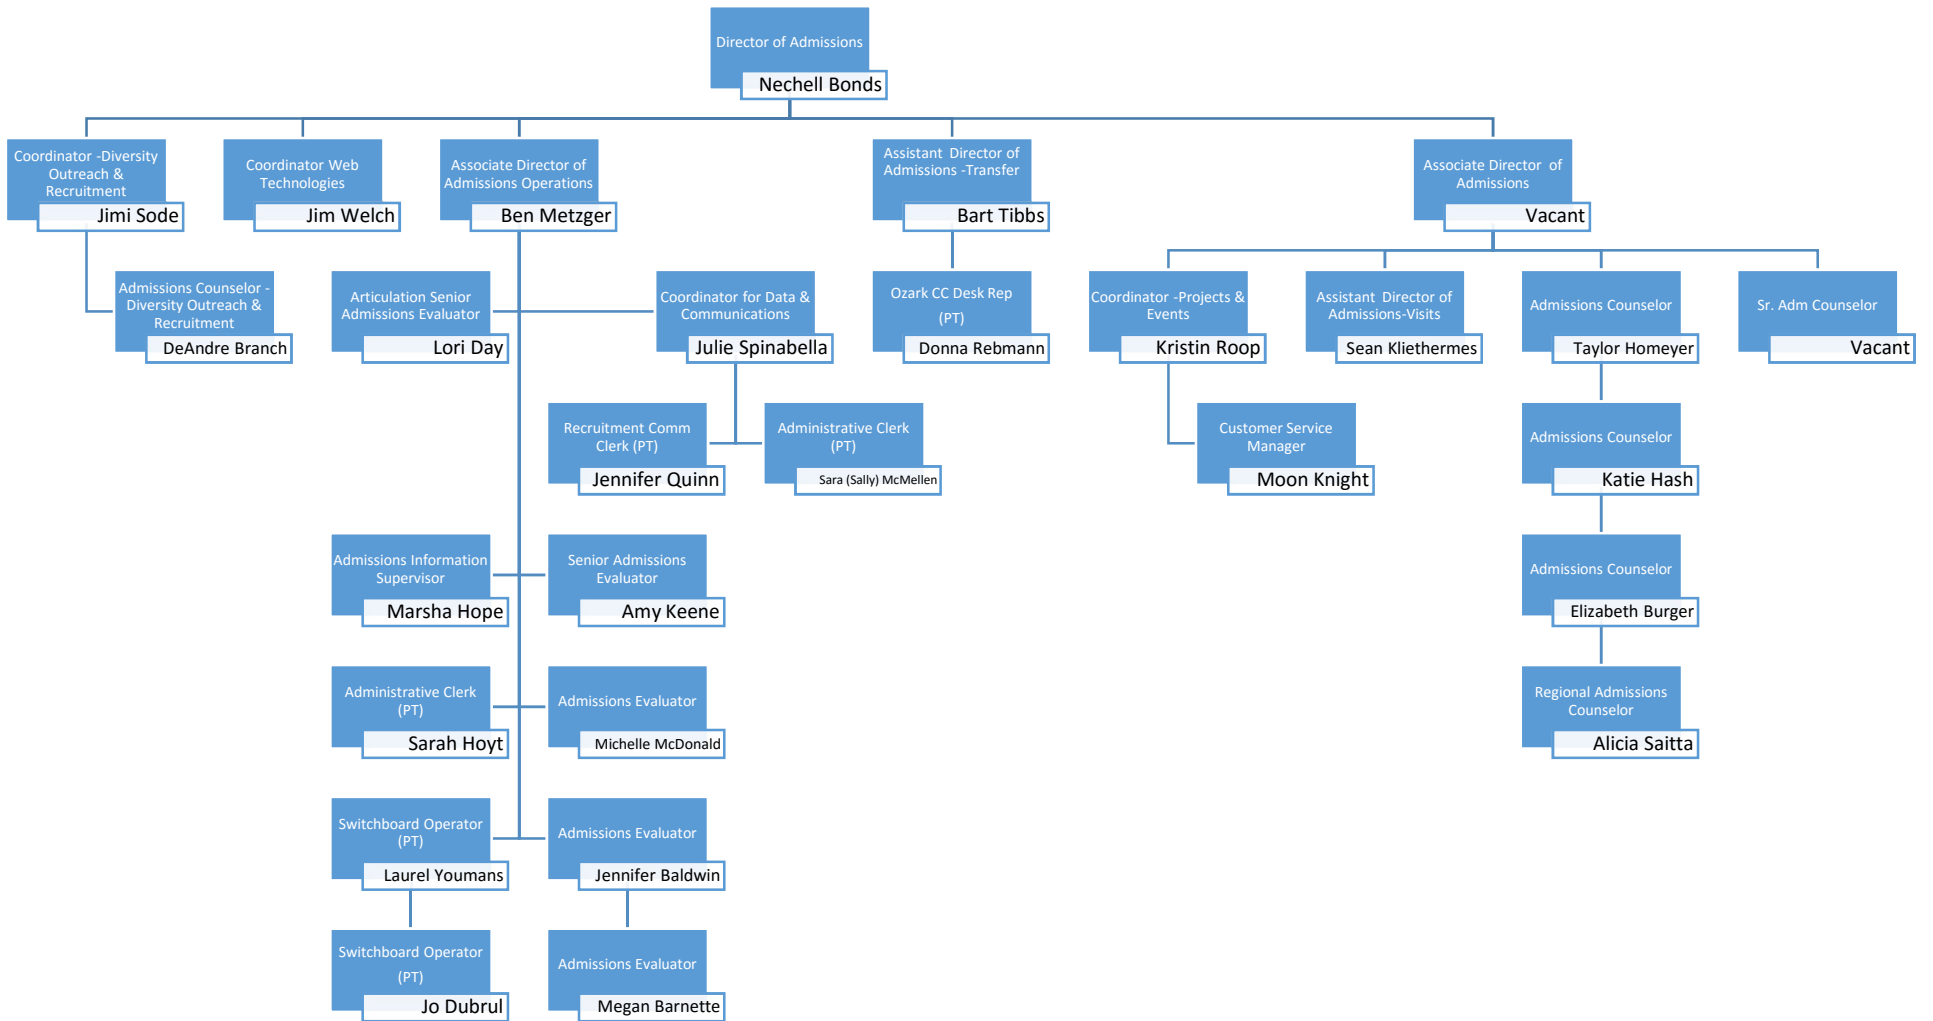 Director of Admissions
Nechell Bonds
Coordinator -Diversity
Outreach &
Recruitment
Jimi Sode
Coordinator Web
Technologies
Jim Welch
Associate Director of
Admissions Operations
Ben Metzger
Assistant Director of
Admissions -Transfer
Bart Tibbs
Associate Director of
Admissions
Vacant
Admissions Counselor -
Diversity Outreach &
Recruitment
DeAndre Branch
Articulation Senior
Admissions Evaluator
Lori Day
Coordinator for Data &
Communications
Julie Spinabella
Ozark CC Desk Rep
(PT)
Donna Rebmann
Coordinator -Projects &
Events
Kristin Roop
Assistant Director of
Admissions-Visits
Sean Kliethermes
Admissions Counselor
Taylor Homeyer
Sr. Adm Counselor
Vacant
Recruitment Comm
Clerk (PT)
Jennifer Quinn
Administrative Clerk
(PT)
Sara (Sally) McMellen
Customer Service
Manager
Moon Knight
Admissions Counselor
Katie Hash
Admissions Information
Supervisor
Marsha Hope
Senior Admissions
Evaluator
Amy Keene
Admissions Counselor
Elizabeth Burger
Administrative Clerk
(PT)
Sarah Hoyt
Admissions Evaluator
Michelle McDonald
Regional Admissions
Counselor
Alicia Saitta
Switchboard Operator
(PT)
Laurel Youmans
Admissions Evaluator
Jennifer Baldwin
Switchboard Operator
(PT)
Jo Dubrul
Admissions Evaluator
Megan Barnette